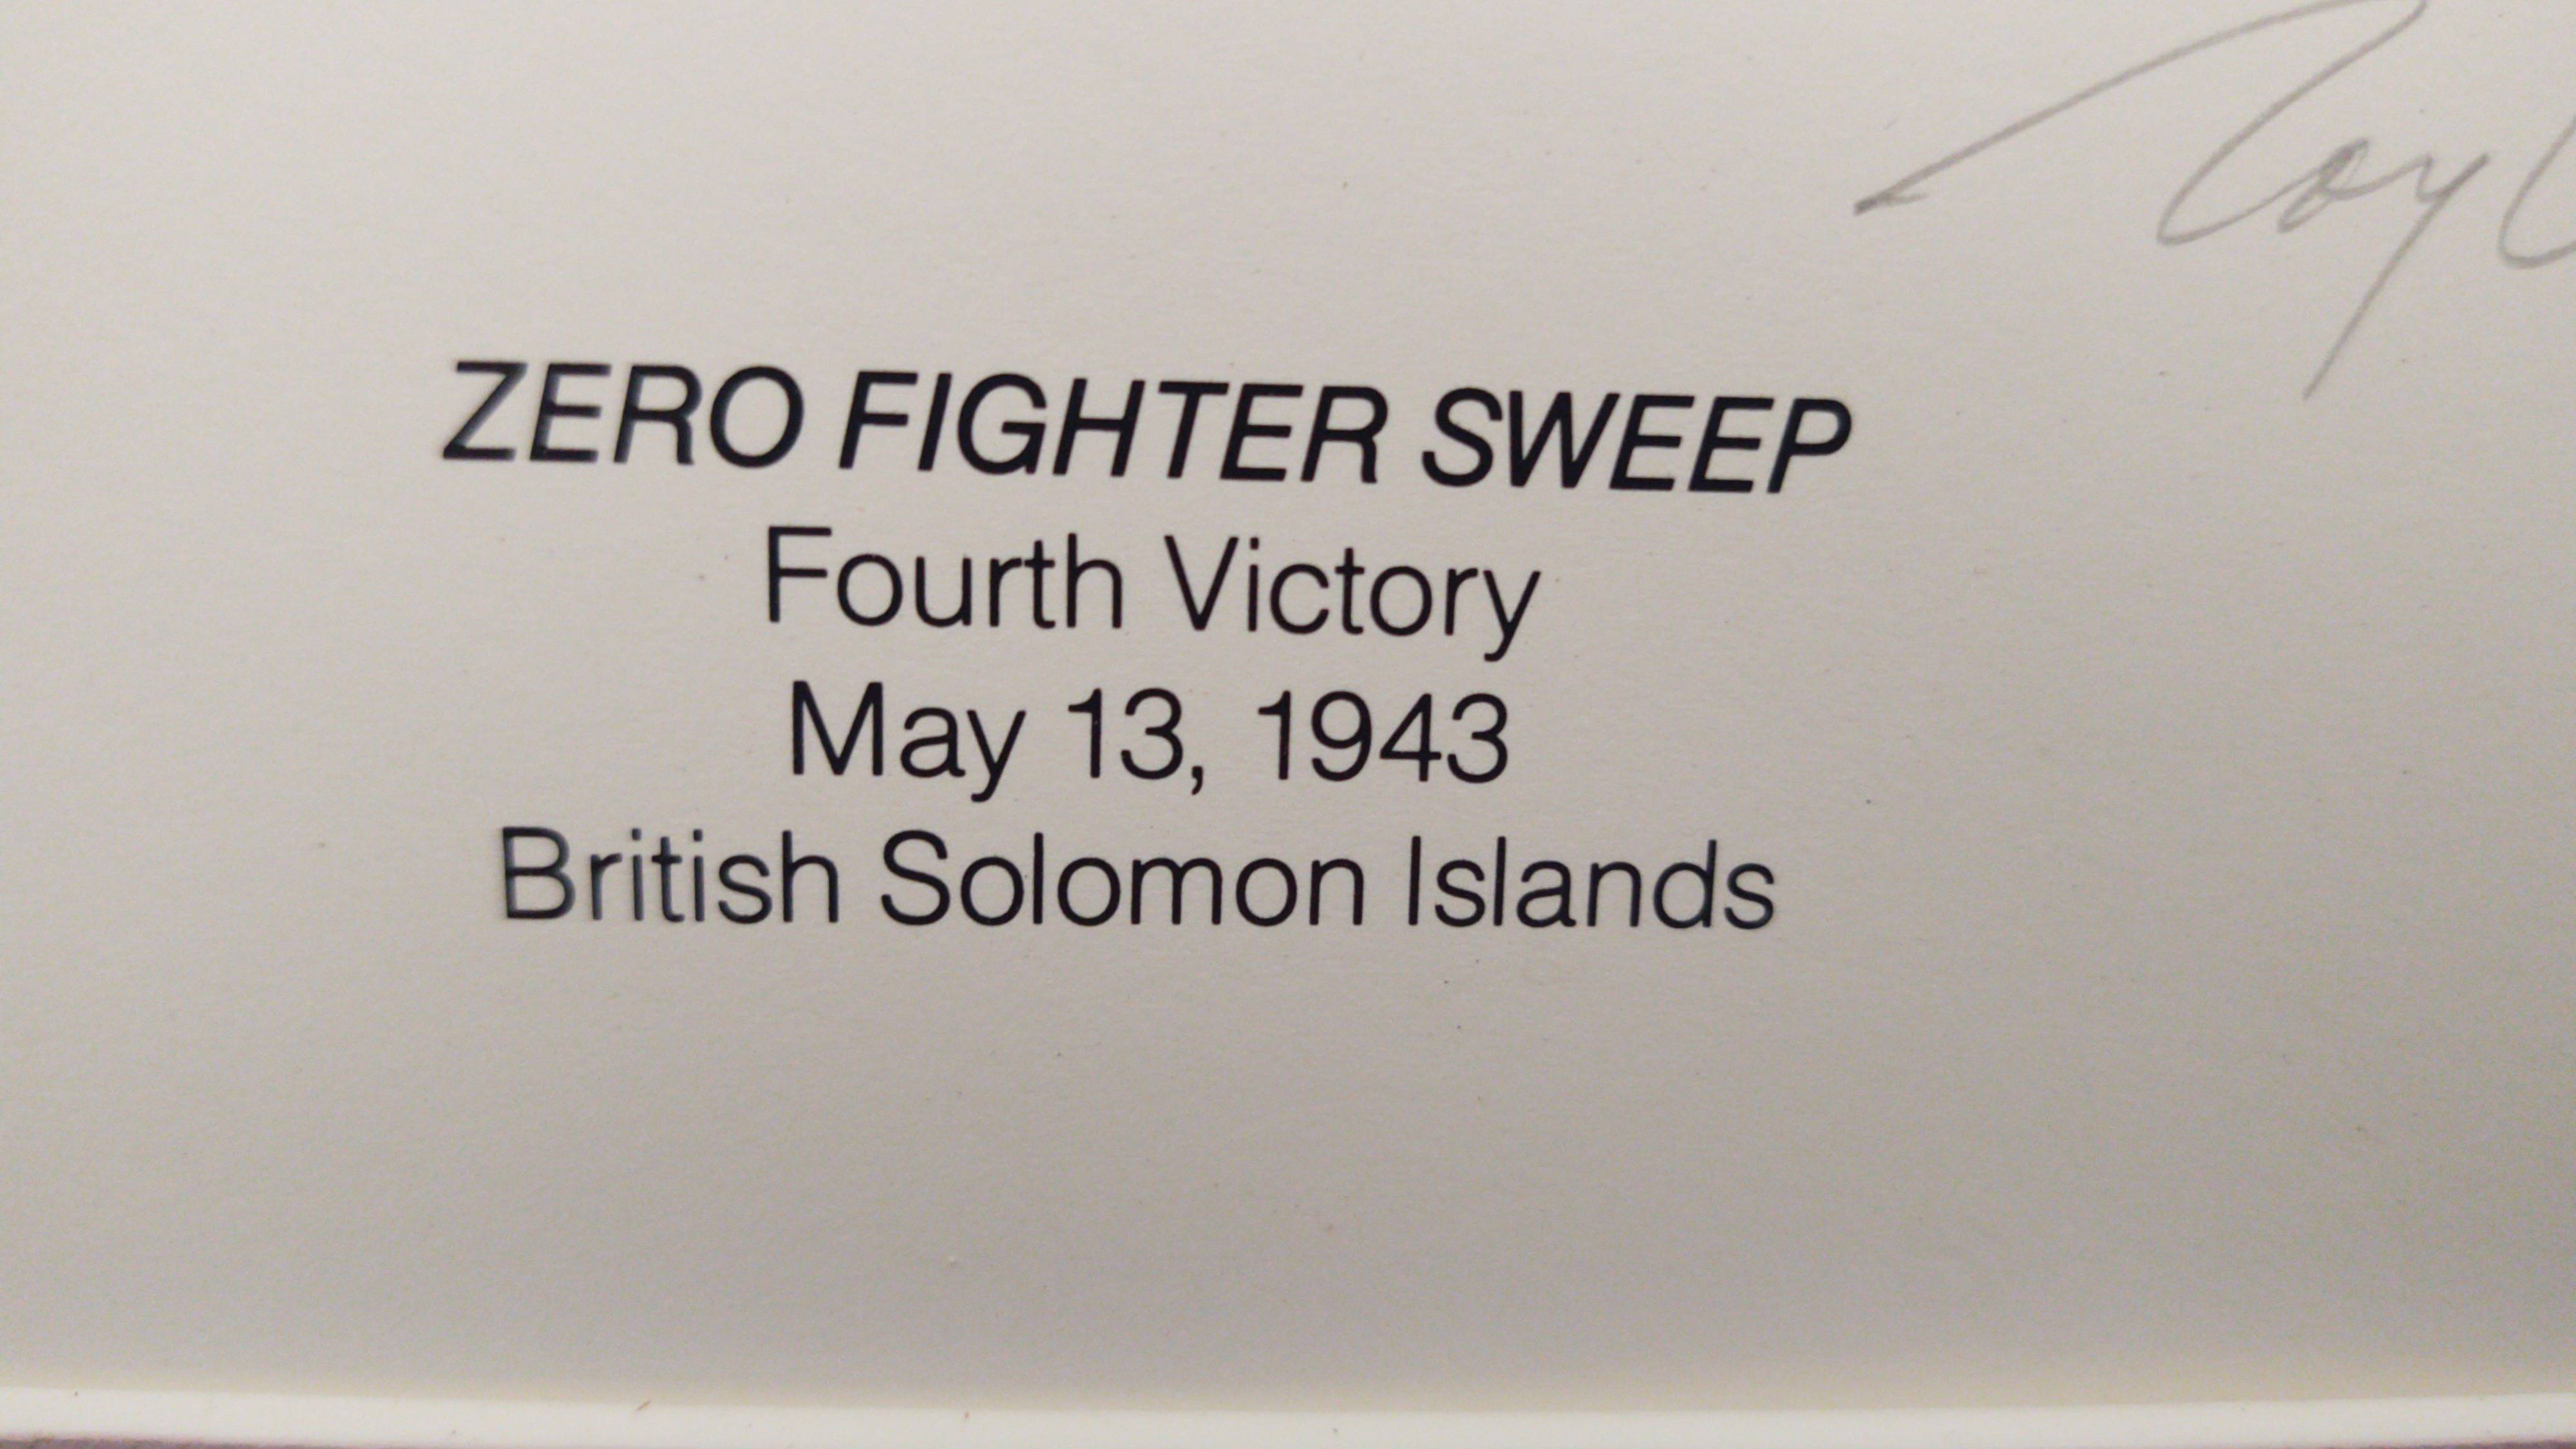 ZERO FIGHTER SWEEP
Fourth Victory
May 13, 1943
British Solomon Islands